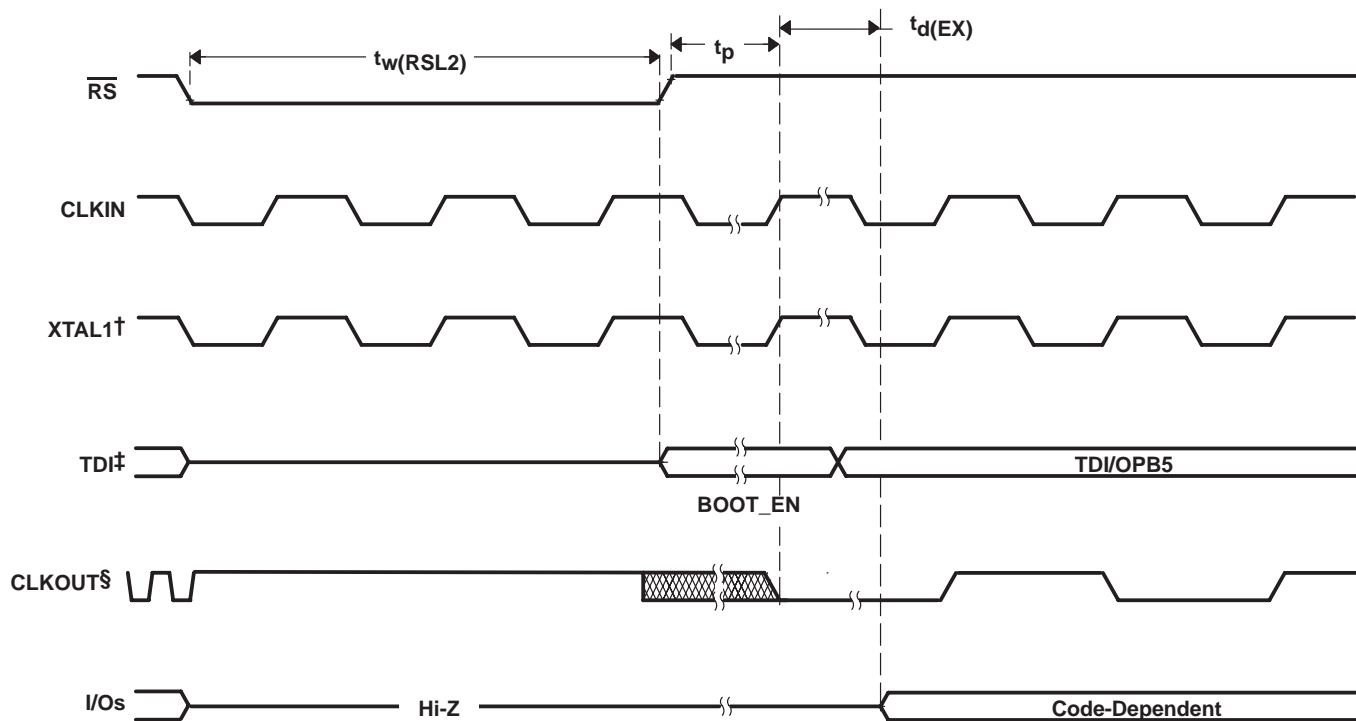 td(EX)
tp
tw(RSL2)
RS
CLKIN
XTAL1†
TDI‡
TDI/OPB5
BOOT_EN
CLKOUT§
I/Os
Hi-Z
Code-Dependent